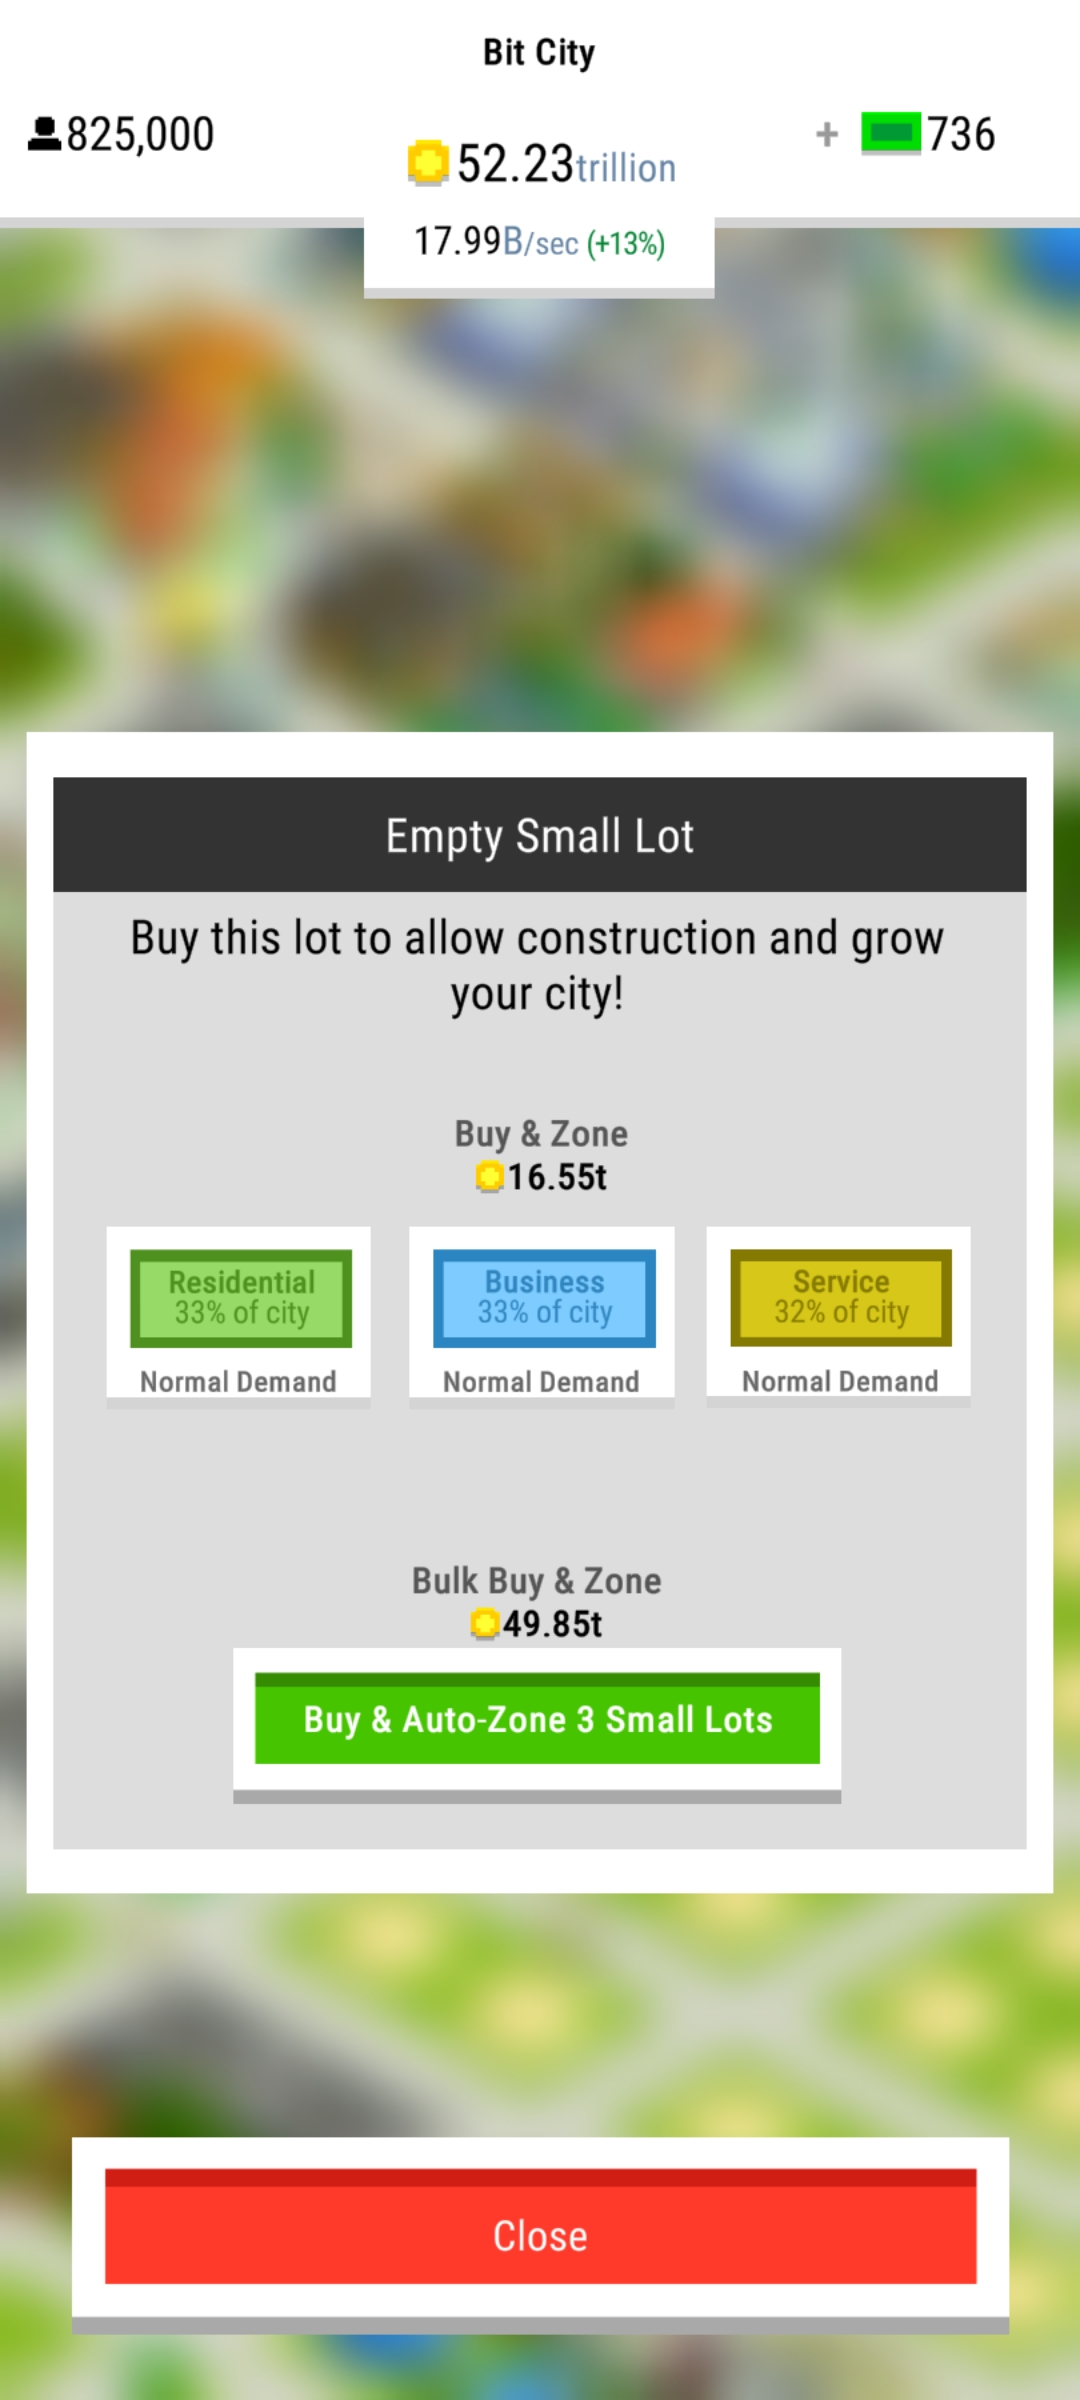 Bit City
825,000
52.23trillion
+ 736
17.99B/sec (+13%)
Empty Small Lot
Buy this lot to allow construction and grow
your city!
Buy & Zone
16.55t
Residential
33% of city
Normal Demand
Business
33% of city
Normal Demand
Service
32% of city
Normal Demand
Bulk Buy & Zone
49.85t
Buy & Auto-Zone 3 Small Lots
Close